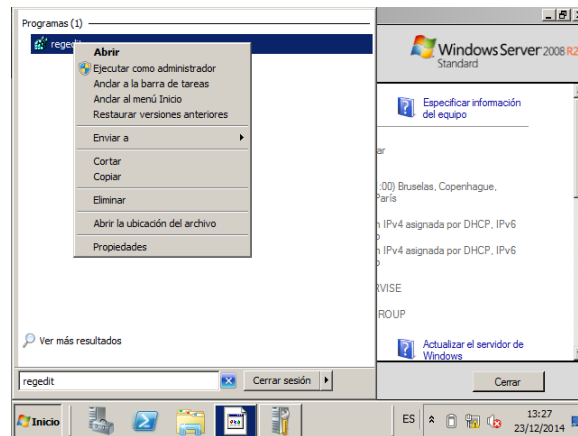 Programas (1)
regedit
Abrir
Ejecutar como administrador
Anclar a la barra de tareas
Anclar al menú Inicio
Restaurar versiones anteriores
Enviar a
Cortar
Copiar
Eliminar
Abrir la ubicación del archivo
Propiedades
Ver más resultados
regedit
Cerrar sesión
Windows Server 2008 R2
Standard
Especificar información
del equipo
ar
:00) Bruselas, Copenhague,
París
IPv4 asignada por DHCP, IPv6
IPv4 asignada por DHCP, IPv6
RVISE
ROUP
Actualizar el servidor de
Windows
Cerrar
Inicio
ES
13:27
23/12/2014